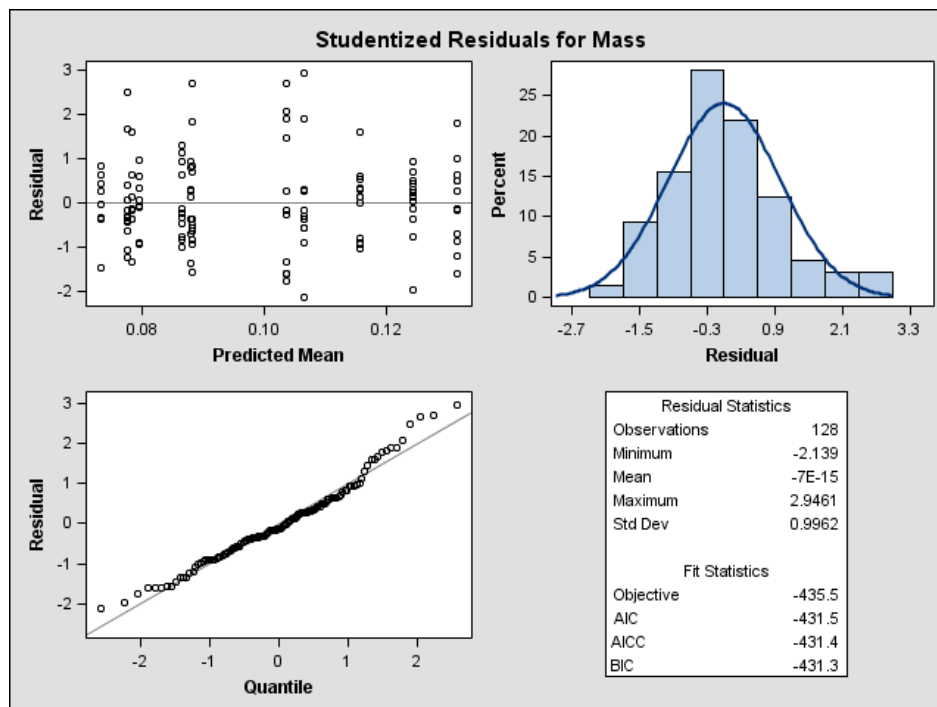 Studentized Residuals for Mass
3
2
1
0
-1
-2
Residual
0.08 0.10 0.12
Predicted Mean
25
20
15
10
5
0
Percent
-2.7 -1.5 -0.3 0.9 2.1 3.3
Residual
3
2
1
0
-1
-2
Residual
-2 -1 0 1 2
Quantile
Residual Statistics
Observations 128
Minimum -2.139
Mean -7E-15
Maximum 2.9461
Std Dev 0.9962
Fit Statistics
Objective -435.5
AIC -431.5
AICC -431.4
BIC -431.3